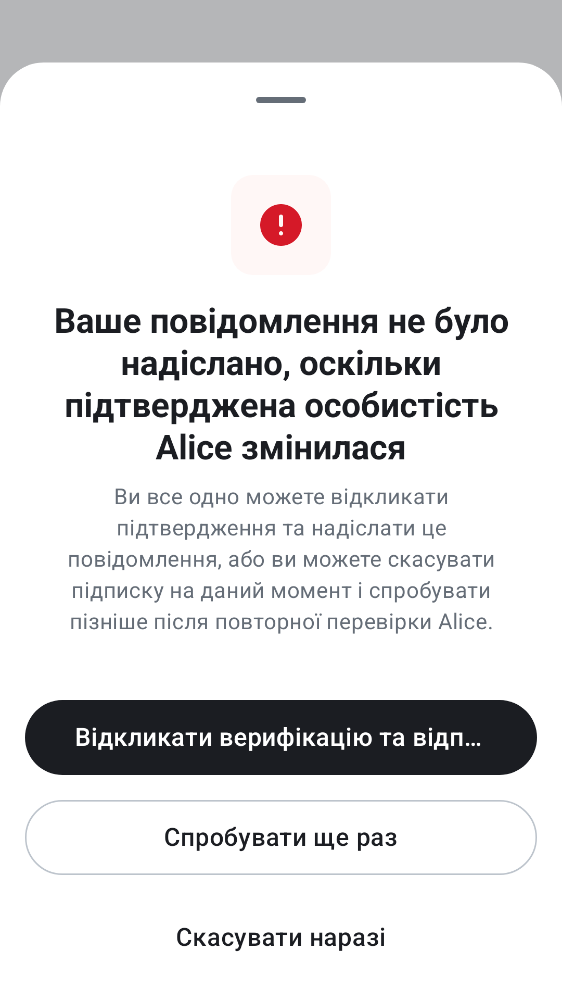 Ваше повідомлення не було
надіслано, оскільки
підтверджена особистість
Alice змінилася
Ви все одно можете відкликати
підтвердження та надіслати це
повідомлення, або ви можете скасувати
підписку на даний момент і спробувати
пізніше після повторної перевірки Alice.
Відкликати верифікацію та відп…
Спробувати ще раз
Скасувати наразі